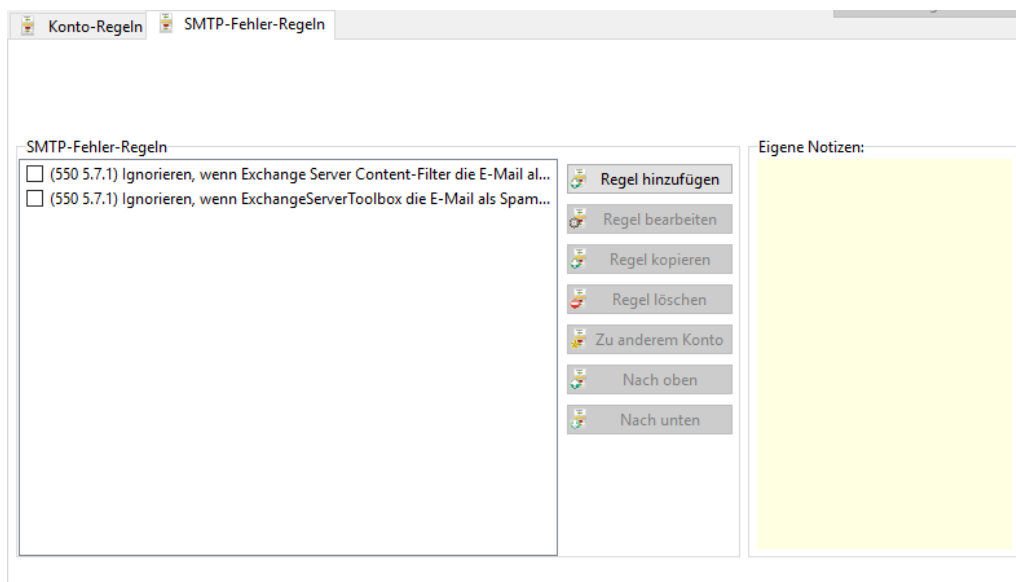 Konto-Regeln
SMTP-Fehler-Regeln
SMTP-Fehler-Regeln
(550 5.7.1) Ignorieren, wenn Exchange Server Content-Filter die E-Mail al...
(550 5.7.1) Ignorieren, wenn ExchangeServerToolbox die E-Mail als Spam...
Regel hinzufügen
Regel bearbeiten
Regel kopieren
Regel löschen
Zu anderem Konto
Nach oben
Nach unten
Eigene Notizen: